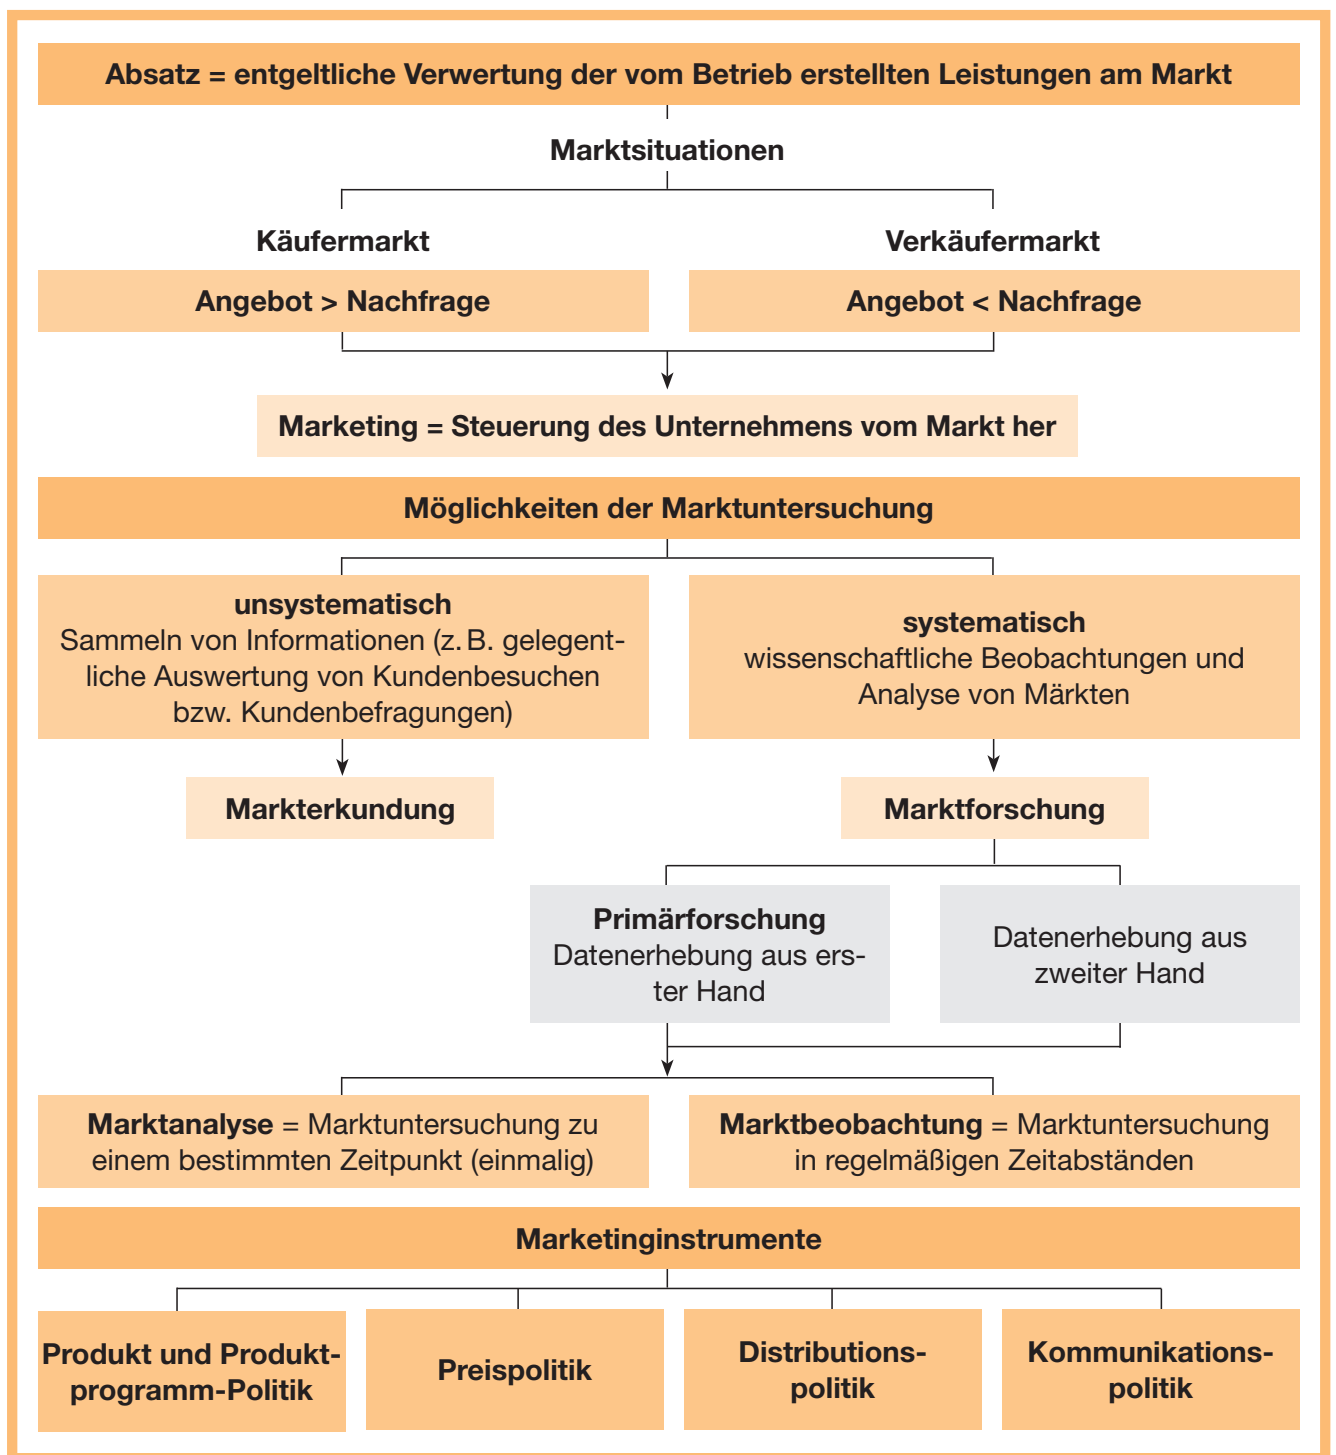 Absatz = entgeltliche Verwertung der vom Betrieb erstellten Leistungen am Markt
Marktsituationen
Käufermarkt
Verkäufermarkt
Angebot > Nachfrage
Angebot < Nachfrage
Marketing = Steuerung des Unternehmens vom Markt her
Möglichkeiten der Marktuntersuchung
unsystematisch
Sammeln von Informationen (z. B. gelegent-
liche Auswertung von Kundenbesuchen
bzw. Kundenbefragungen)
systematisch
wissenschaftliche Beobachtungen und
Analyse von Märkten
Markterkundung
Marktforschung
Primärforschung
Datenerhebung aus ers-
ter Hand
Datenerhebung aus
zweiter Hand
Marktanalyse = Marktuntersuchung zu
einem bestimmten Zeitpunkt (einmalig)
Marktbeobachtung = Marktuntersuchung
in regelmäßigen Zeitabständen
Marketinginstrumente
Produkt und Produkt-
programm-Politik
Preispolitik
Distributions-
politik
Kommunikations-
politik